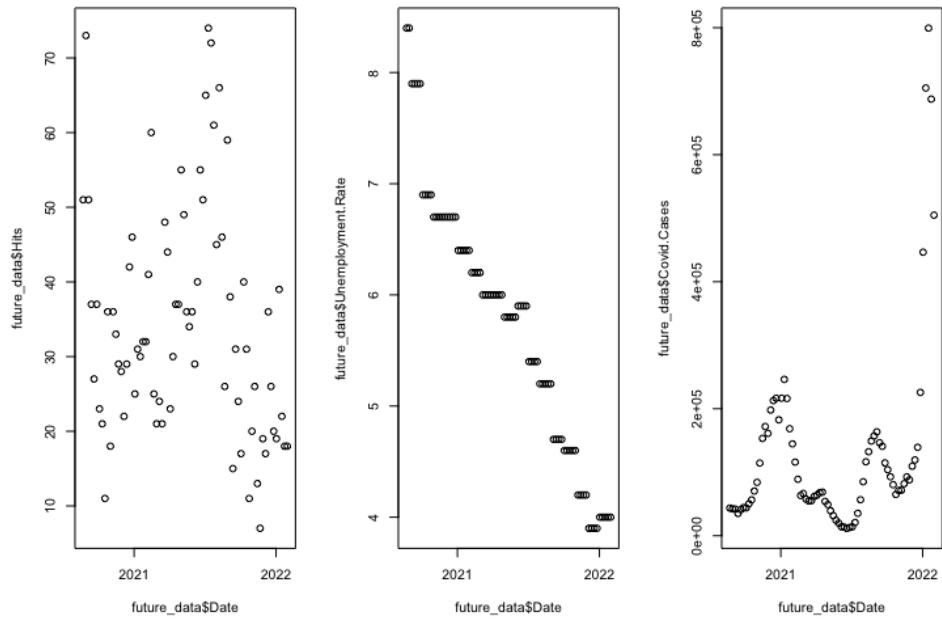 future_data$Hits
70
60
50
40
30
20
10
2021
2022
future_data$Date
future_data$Unemployment.Rate
8
7
6
5
4
2021
2022
future_data$Date
future_data$Covid.Cases
8e+05
6e+05
4e+05
2e+05
0e+00
2021
2022
future_data$Date